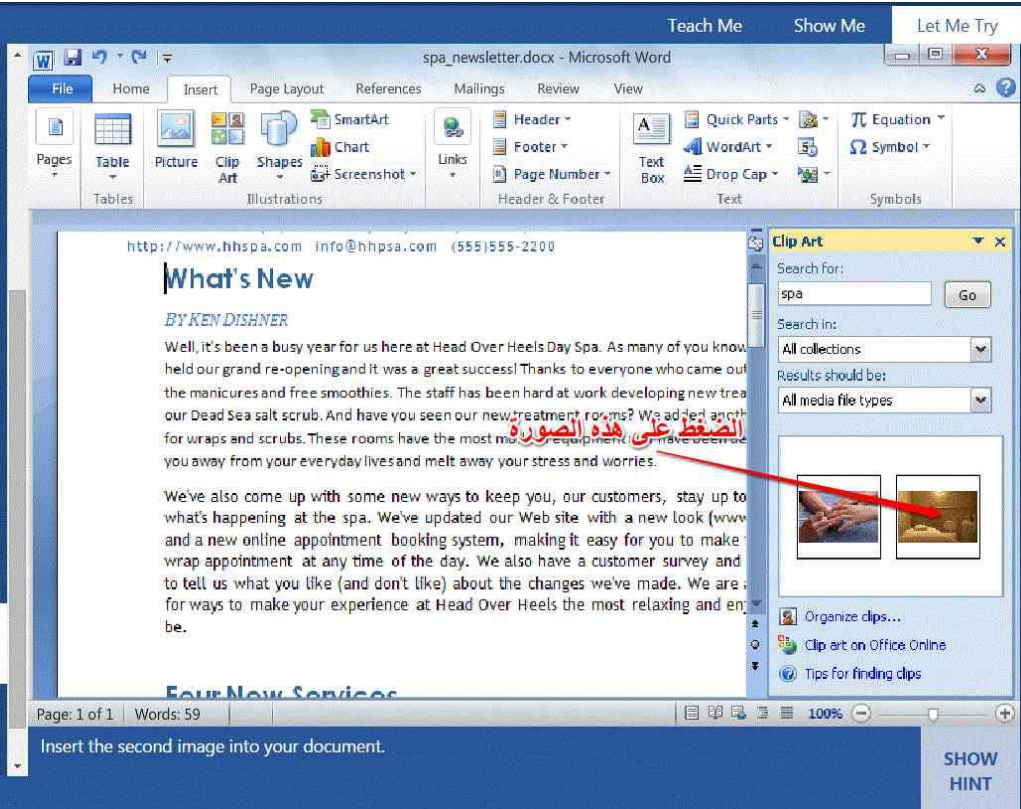 Teach Me Show Me Let Me Try
spa_newsletter.docx - Microsoft Word
File Home Insert Page Layout References Mailings Review View
Pages
Table
Tables
Picture
Clip Art
Shapes
SmartArt
Chart
Screenshot
Illustrations
Links
Header
Footer
Page Number
Header & Footer
Text Box
Quick Parts
WordArt
Drop Cap
Text
Equation
Symbol
Symbols
http://www.hhspa.com info@hhpsa.com (555)555-2200
What's New
BY KEN DISHNER
Well, it's been a busy year for us here at Head Over Heels Day Spa. As many of you know
held our grand re-opening and it was a great success! Thanks to everyone who came out
the manicures and free smoothies. The staff has been hard at work developing new trea
our Dead Sea salt scrub. And have you seen our new treatment rooms? We added anoth
for wraps and scrubs. These rooms have the most
you away from your everyday lives and melt away your stress and worries.
الضغط على هذه الصورة
We've also come up with some new ways to keep you, our customers, stay up to
what's happening at the spa. We've updated our Web site with a new look (www
and a new online appointment booking system, making it easy for you to make
wrap appointment at any time of the day. We also have a customer survey and
to tell us what you like (and don't like) about the changes we've made. We are
for ways to make your experience at Head Over Heels the most relaxing and en
be.
Four New Services
Clip Art
Search for:
spa
Go
Search in:
All collections
Results should be:
All media file types
Organize clips...
Clip art on Office Online
Tips for finding clips
Page: 1 of 1 Words: 59
100%
Insert the second image into your document.
SHOW HINT